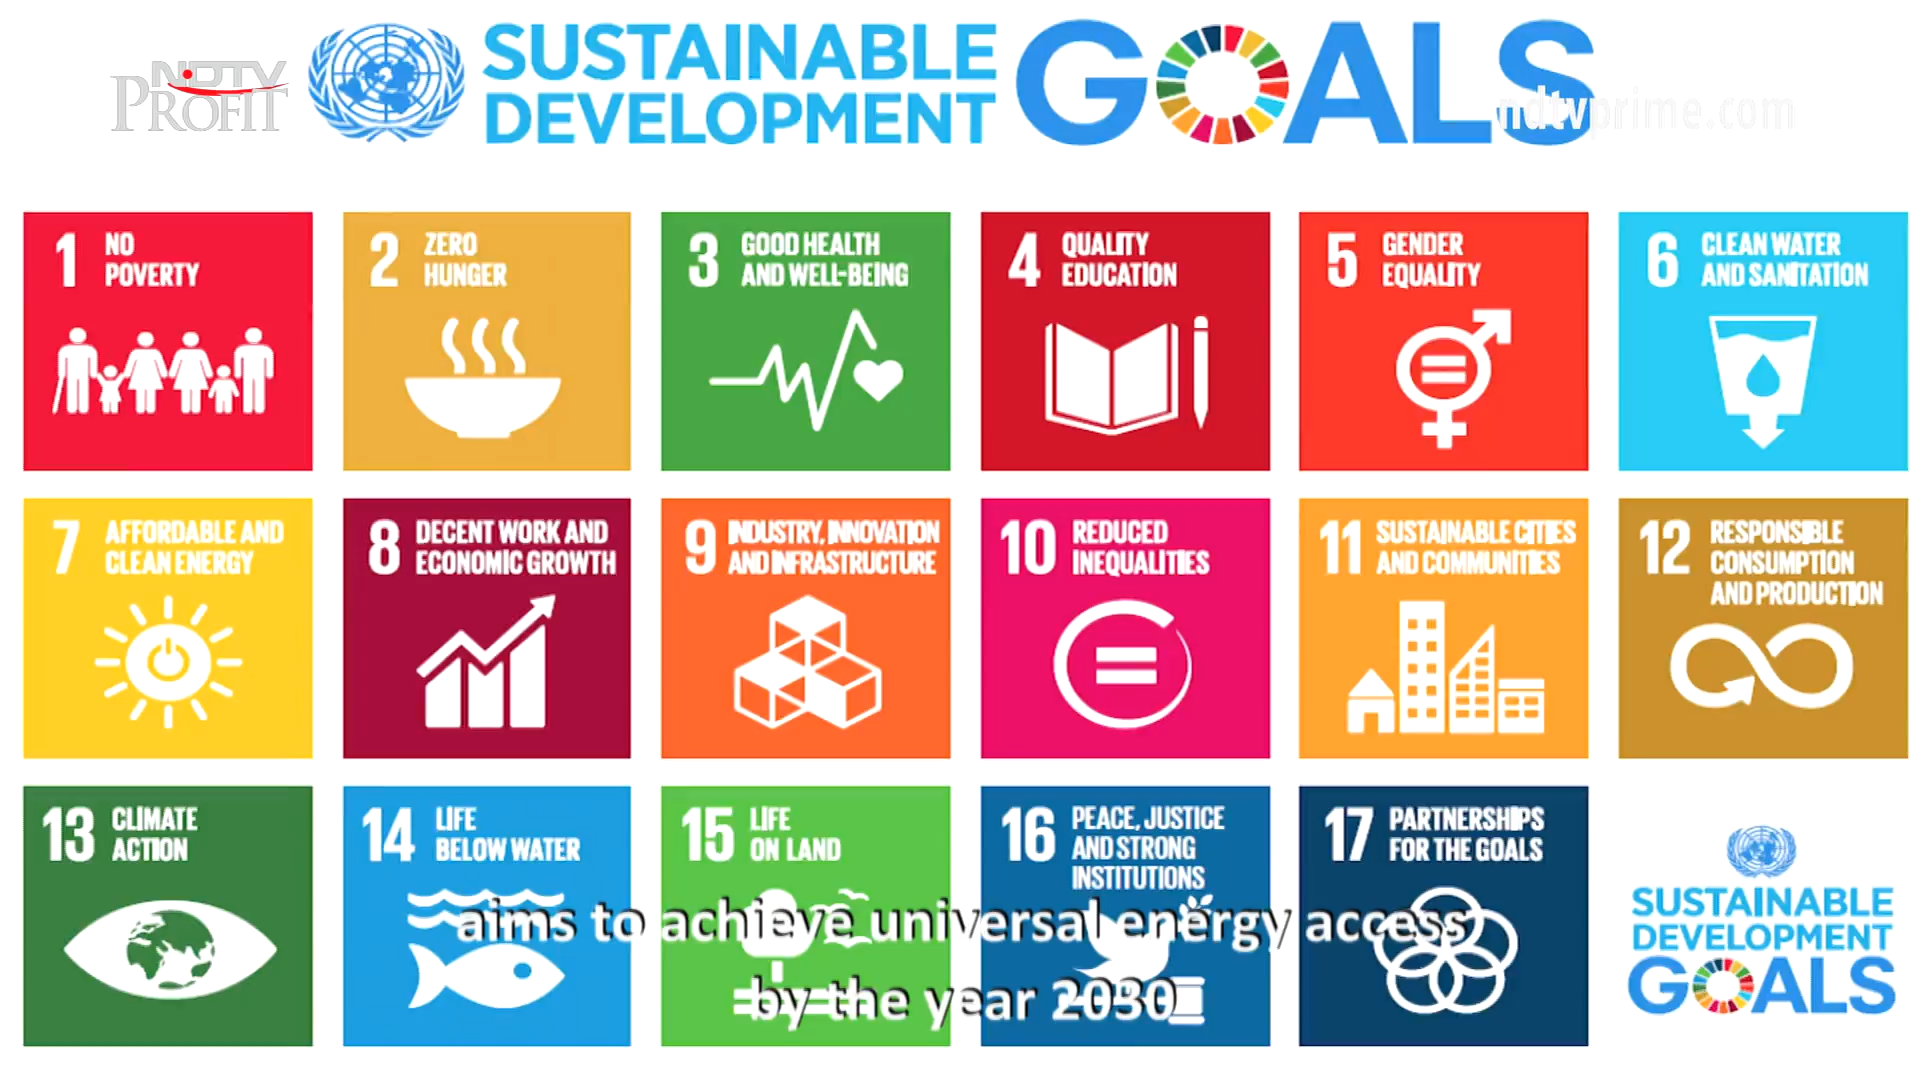 NDTV
PROFIT
SUSTAINABLE
DEVELOPMENT
GOALS
ndtvprime.com
1 NO
POVERTY
2 ZERO
HUNGER
3 GOOD HEALTH
AND WELL-BEING
4 QUALITY
EDUCATION
5 GENDER
EQUALITY
6 CLEAN WATER
AND SANITATION
7 AFFORDABLE AND
CLEAN ENERGY
8 DECENT WORK AND
ECONOMIC GROWTH
9 INDUSTRY, INNOVATION
AND INFRASTRUCTURE
10 REDUCED
INEQUALITIES
11 SUSTAINABLE CITIES
AND COMMUNITIES
12 RESPONSIBLE
CONSUMPTION
AND PRODUCTION
13 CLIMATE
ACTION
14 LIFE
BELOW WATER
15 LIFE
ON LAND
16 PEACE, JUSTICE
AND STRONG
INSTITUTIONS
17 PARTNERSHIPS
FOR THE GOALS
SUSTAINABLE
DEVELOPMENT
GOALS
aims to achieve universal energy access
by the year 2030